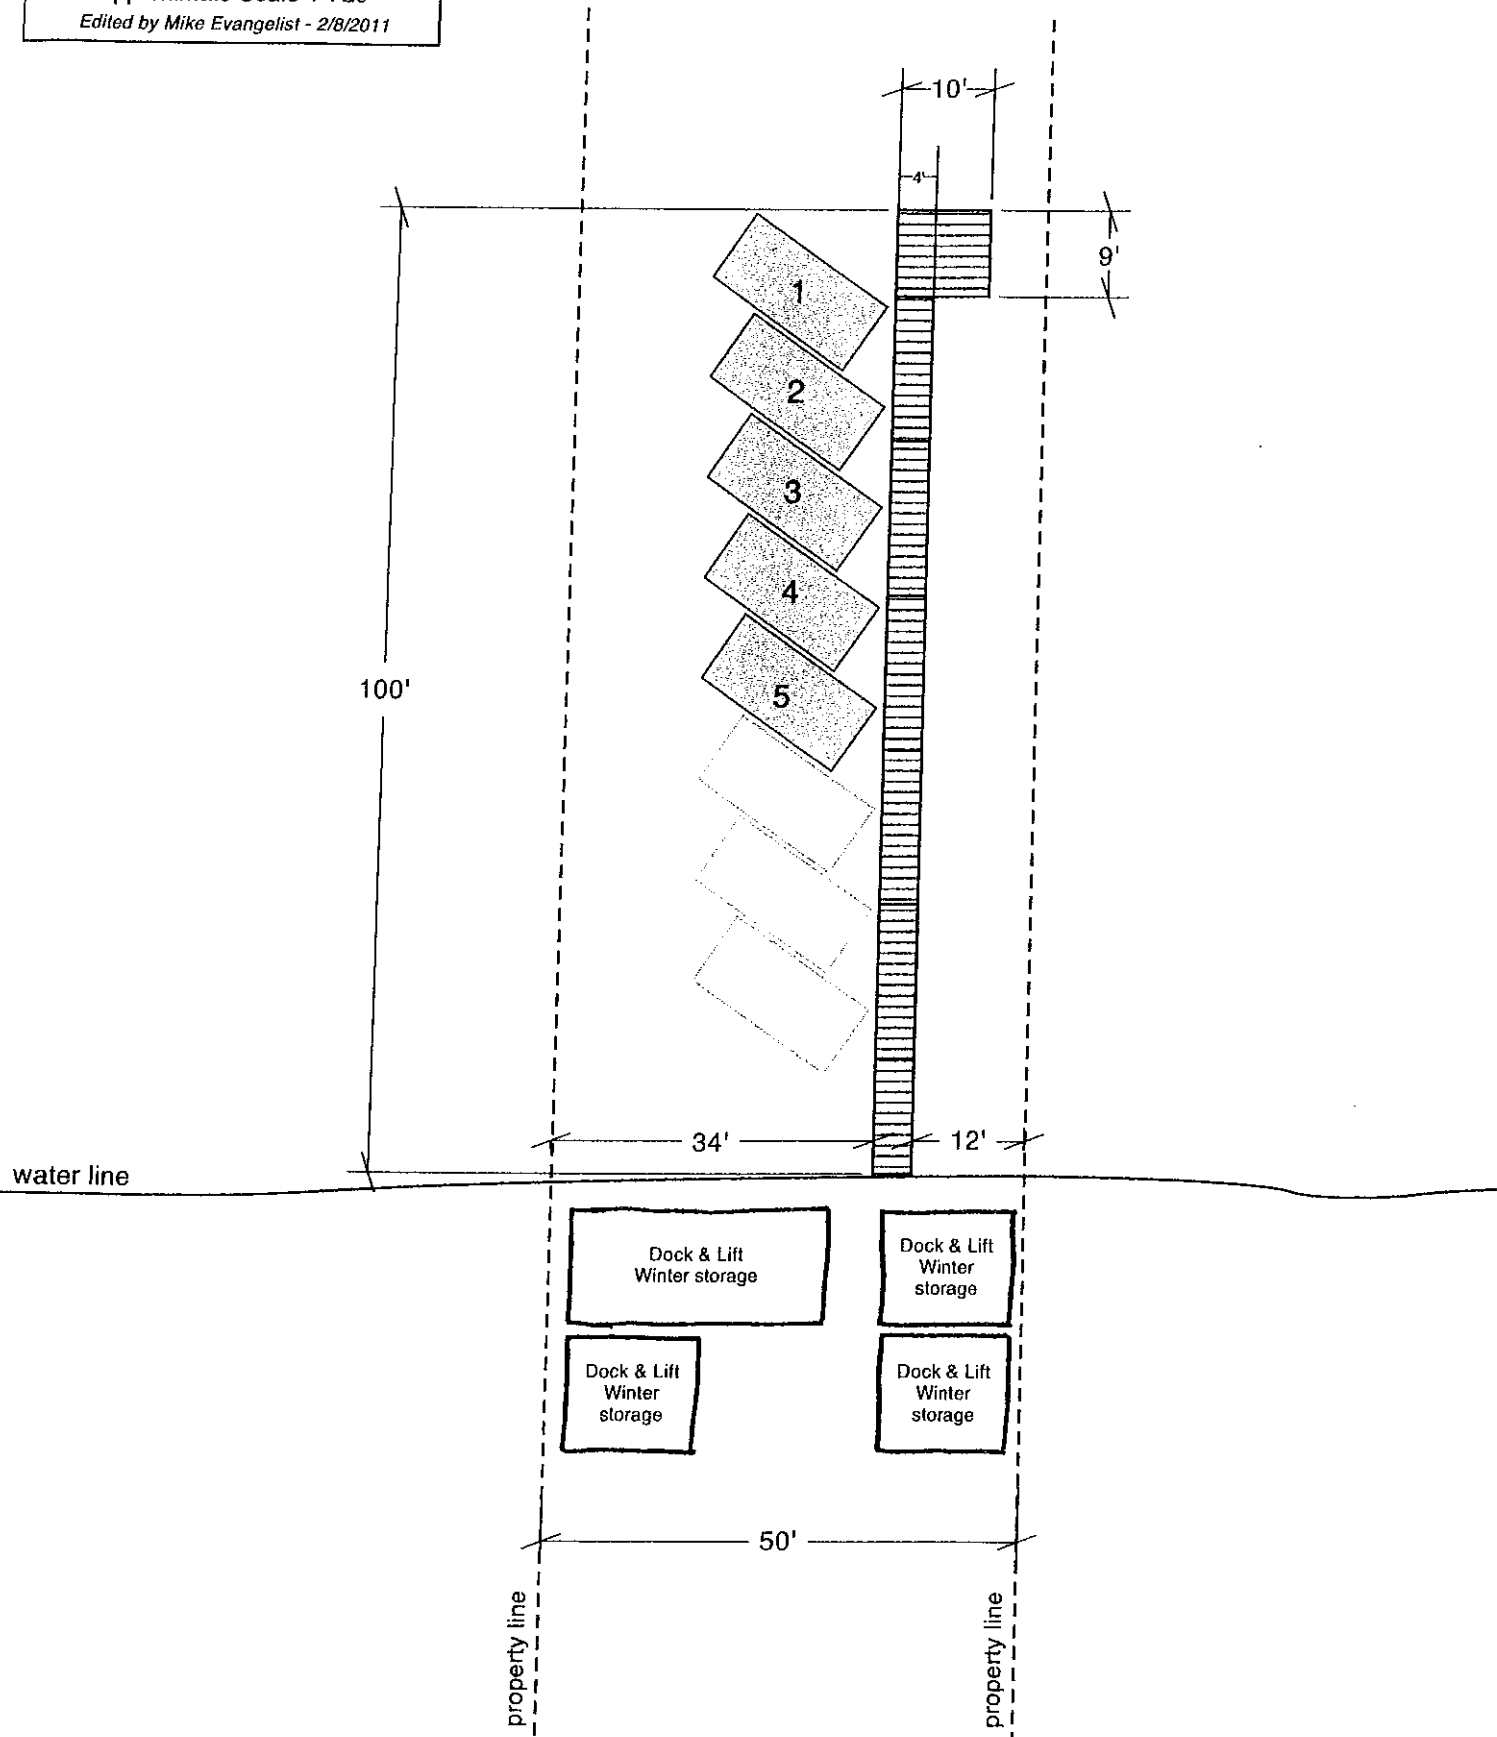 Edited by Mike Evangelist - 2/8/2011
10'
4'
9'
1
2
3
4
5
100'
34'
12'
water line
Dock & Lift
Winter storage
Dock & Lift
Winter
storage
Dock & Lift
Winter
storage
Dock & Lift
Winter
storage
50'
property line
property line